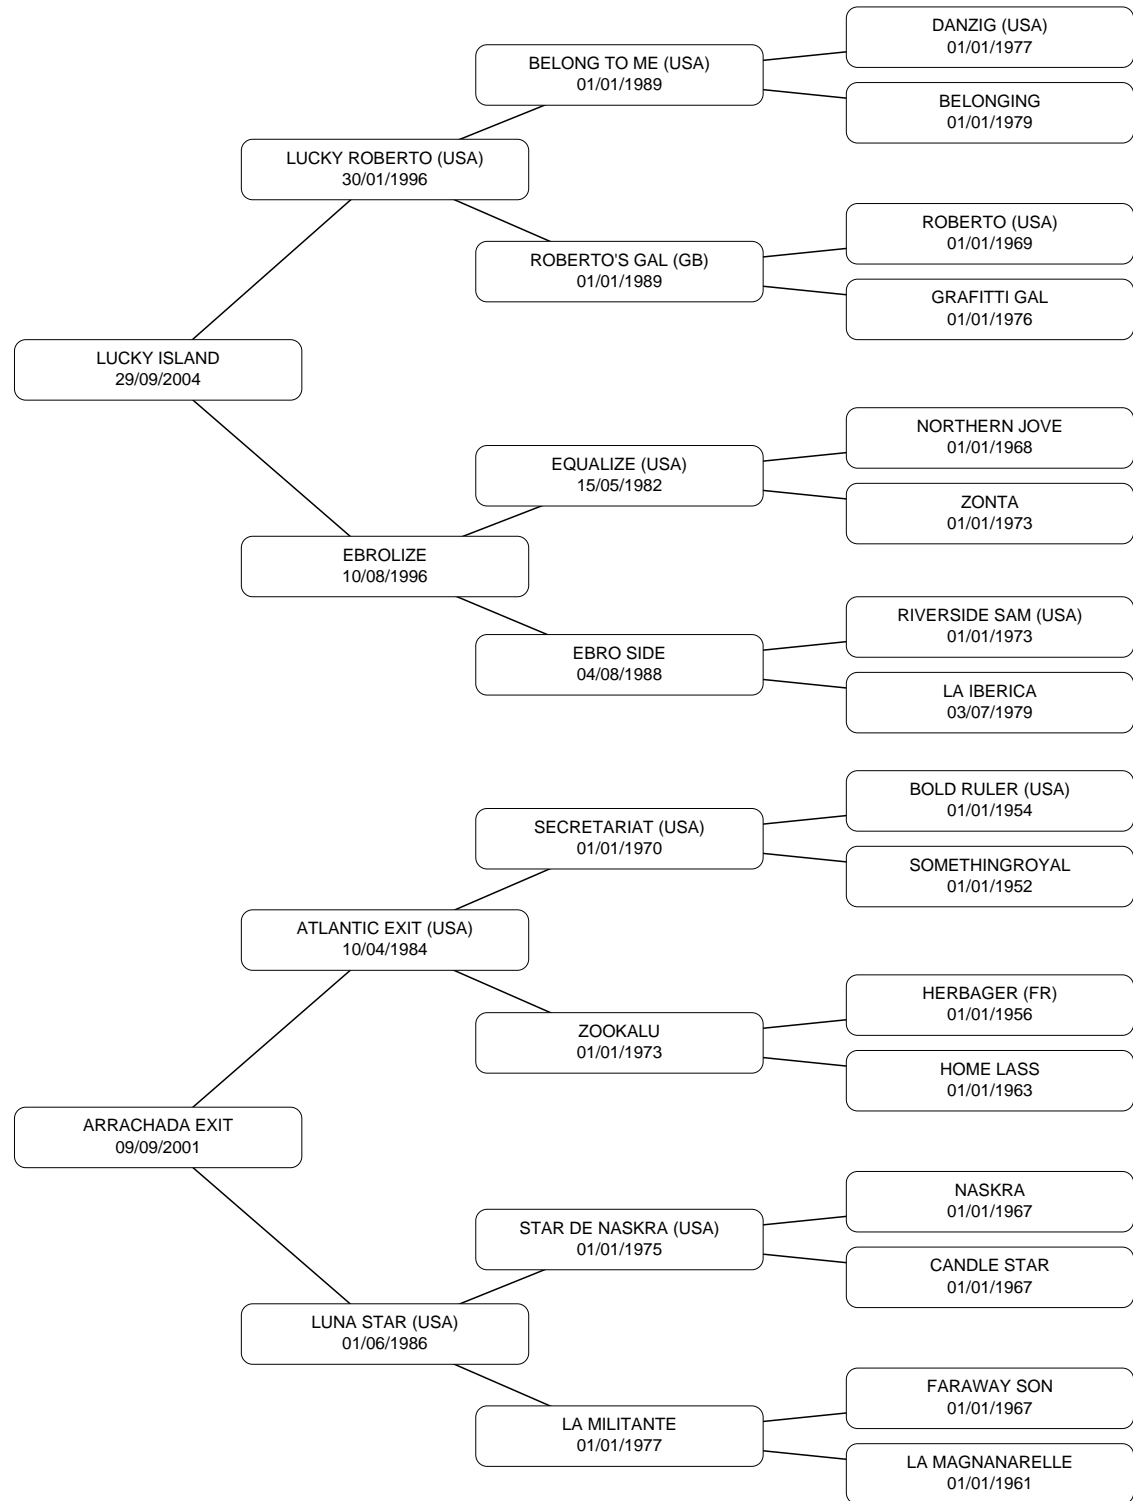 DANZIG (USA)
01/01/1977
BELONG TO ME (USA)
01/01/1989
BELONGING
01/01/1979
LUCKY ROBERTO (USA)
30/01/1996
ROBERTO (USA)
01/01/1969
ROBERTO'S GAL (GB)
01/01/1989
GRAFITTI GAL
01/01/1976
LUCKY ISLAND
29/09/2004
NORTHERN JOVE
01/01/1968
EQUALIZE (USA)
15/05/1982
ZONTA
01/01/1973
EBROLIZE
10/08/1996
RIVERSIDE SAM (USA)
01/01/1973
EBRO SIDE
04/08/1988
LA IBERICA
03/07/1979
BOLD RULER (USA)
01/01/1954
SECRETARIAT (USA)
01/01/1970
SOMETHINGROYAL
01/01/1952
ATLANTIC EXIT (USA)
10/04/1984
HERBAGER (FR)
01/01/1956
ZOOKALU
01/01/1973
HOME LASS
01/01/1963
ARRACHADA EXIT
09/09/2001
NASKRA
01/01/1967
STAR DE NASKRA (USA)
01/01/1975
CANDLE STAR
01/01/1967
LUNA STAR (USA)
01/06/1986
FARAWAY SON
01/01/1967
LA MILITANTE
01/01/1977
LA MAGNANARELLE
01/01/1961